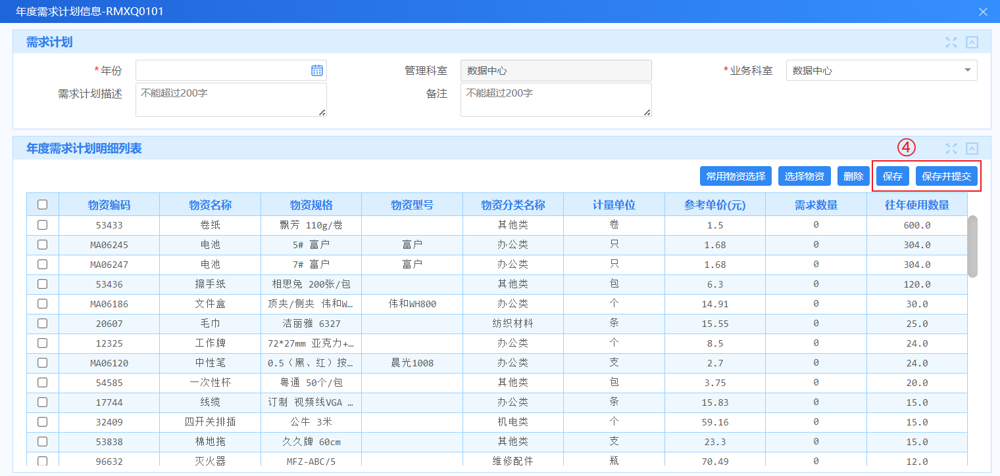 年度需求计划信息-RMXQ0101
需求计划
*年份 管理科室 数据中心 *业务科室 数据中心
需求计划描述 不能超过200字 备注 不能超过200字
年度需求计划明细列表 ④
常用物资选择 选择物资 删除 保存 保存并提交
物资编码 物资名称 物资规格 物资型号 物资分类名称 计量单位 参考单价(元) 需求数量 往年使用数量
53433 卷纸 飘芳 110g/卷 其他类 卷 1.5 0 600.0
MA06245 电池 5# 富户 富户 办公类 只 1.68 0 304.0
MA06247 电池 7# 富户 富户 办公类 只 1.68 0 304.0
53436 擦手纸 相思兔 200张/包 其他类 包 6.3 0 120.0
MA06186 文件盒 顶夹/侧夹 伟和W… 伟和WH800 办公类 个 14.91 0 30.0
20607 毛巾 洁丽雅 6327 纺织材料 条 15.55 0 25.0
12325 工作牌 72*27mm 亚克力+… 办公类 个 8.5 0 24.0
MA06120 中性笔 0.5（黑、红）按… 晨光1008 办公类 支 2.7 0 24.0
54585 一次性杯 粤通 50个/包 其他类 包 3.75 0 20.0
17744 线缆 订制 视频线VGA … 办公类 条 15.83 0 15.0
32409 四开关排插 公牛 3米 机电类 个 59.16 0 15.0
53838 棉地拖 久久牌 60cm 其他类 支 23.3 0 15.0
96632 灭火器 MFZ-ABC/5 维修配件 瓶 70.49 0 12.0